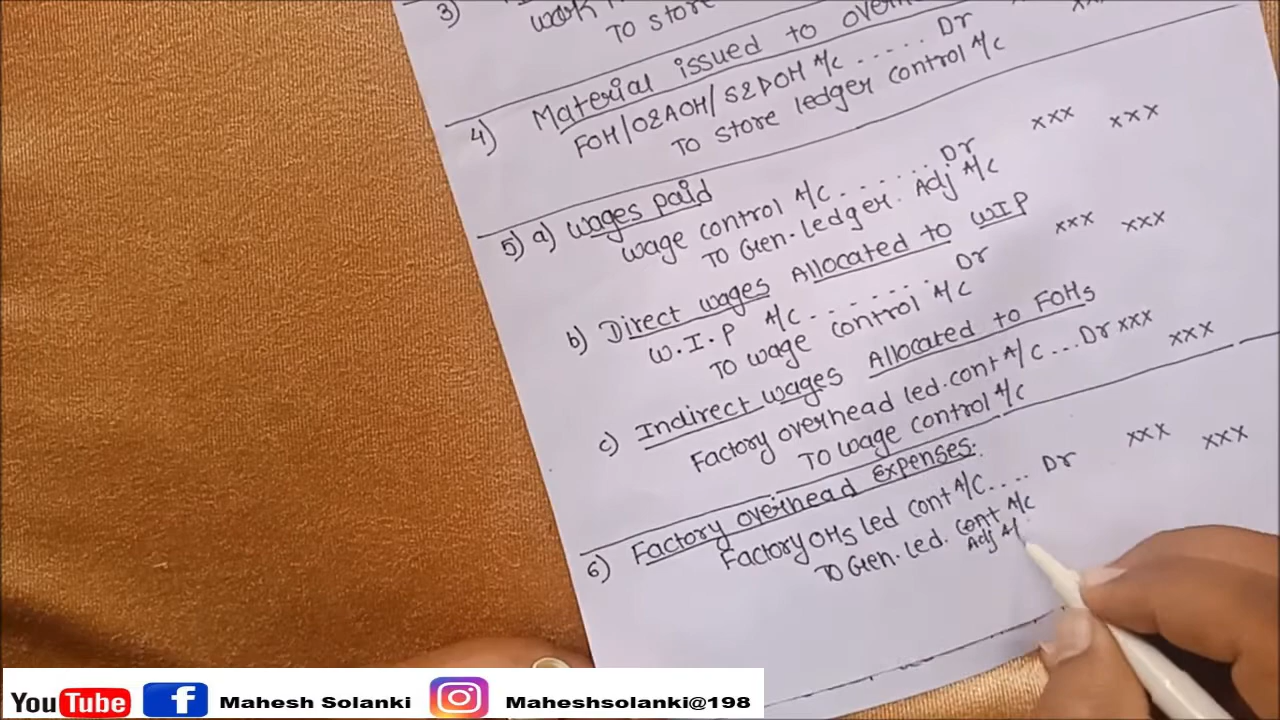 3)
work
To store
4) Material issued to
FOH/O&AOH/S&DOH A/c ..... Dr
To store ledger control A/c
5) a) wages paid
wage control A/c ....... Dr xxx
To Gen. Ledger. Adj A/c xxx
b) Direct wages Allocated to WIP
W.I.P A/c ....... Dr xxx
To wage control A/c xxx
c) Indirect wages Allocated to FOHs
Factory overhead led.cont A/c ... Dr xxx
To wage control A/c xxx
6) Factory overhead Expenses.
Factory OHs Led cont A/c .... Dr xxx
To Gen. Led. cont A/c xxx
Adj A/
YouTube f Mahesh Solanki Maheshsolanki@198